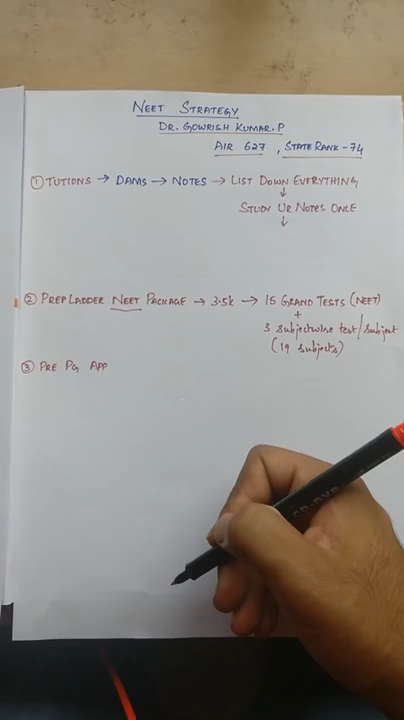 NEET STRATEGY
DR. GOWRISH KUMAR. P
AIR 627 , STATE RANK - 74
① TUTIONS → DAMS → NOTES → LIST DOWN EVERYTHING
↓
STUDY UR NOTES ONCE
↓
② PREPLADDER NEET PACKAGE → 3.5k → 15 GRAND TESTS (NEET)
+
3 subjectwise test/subject
(19 subjects)
③ PRE PG APP